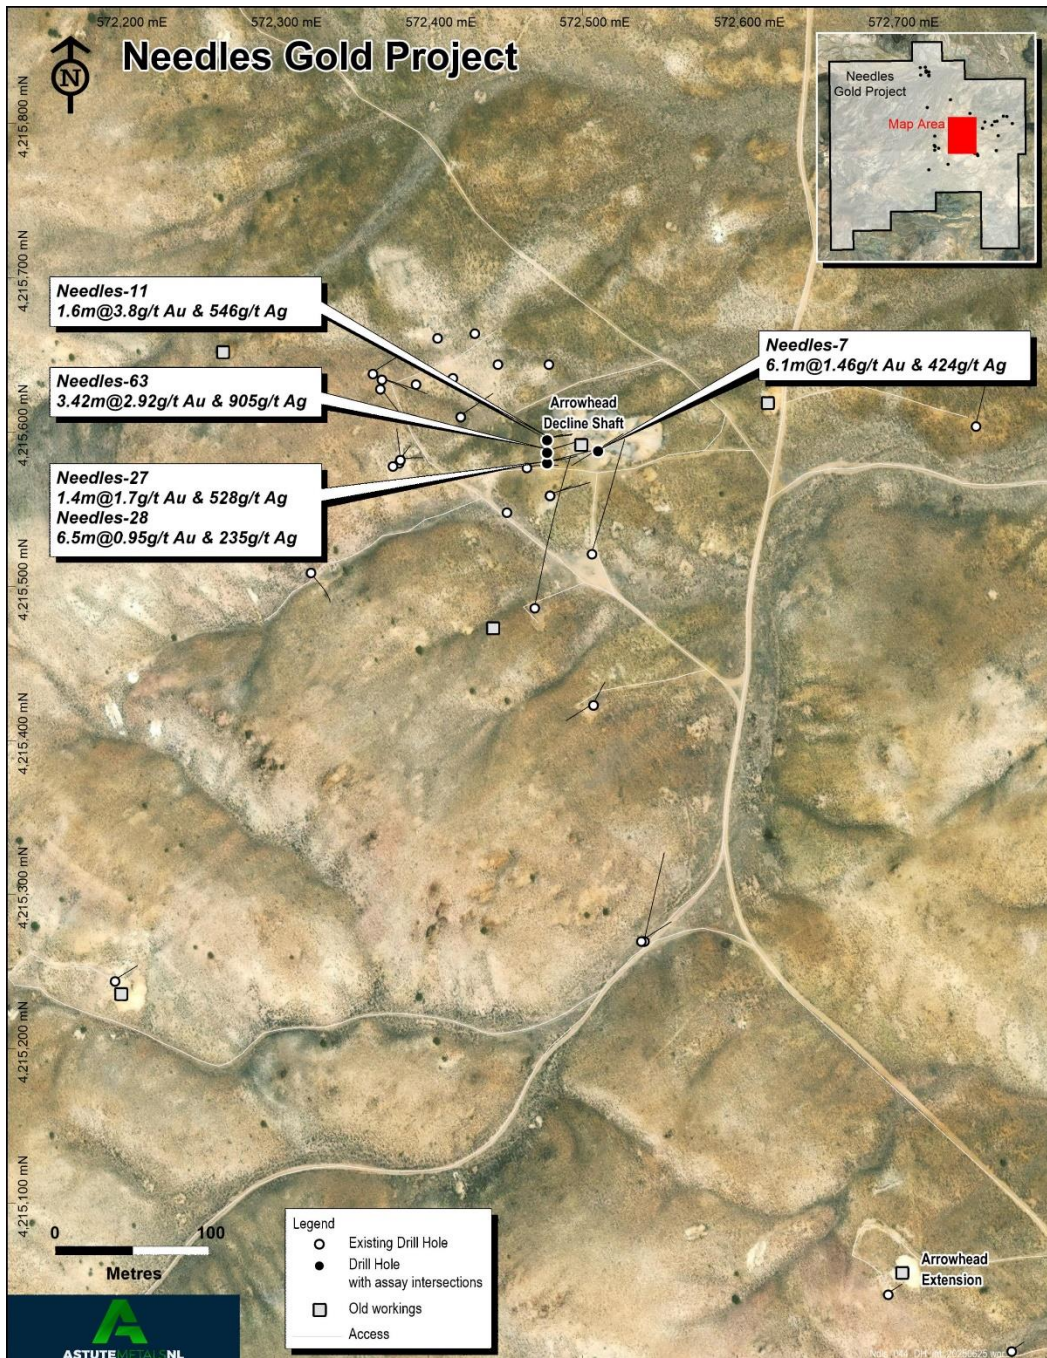 572,200 mE
572,300 mE
572,400 mE
572,500 mE
572,600 mE
572,700 mE
Needles Gold Project
N
Needles
Gold Project
Map Area
4,215,800 mN
4,215,700 mN
4,215,600 mN
4,215,500 mN
4,215,400 mN
4,215,300 mN
4,215,200 mN
4,215,100 mN
Needles-11
1.6m@3.8g/t Au & 546g/t Ag
Needles-7
6.1m@1.46g/t Au & 424g/t Ag
Needles-63
3.42m@2.92g/t Au & 905g/t Ag
Arrowhead
Decline Shaft
Needles-27
1.4m@1.7g/t Au & 528g/t Ag
Needles-28
6.5m@0.95g/t Au & 235g/t Ag
0 100
Metres
Legend
Existing Drill Hole
Drill Hole
with assay intersections
Old workings
Access
Arrowhead
Extension
ASTUTEMETALSNL